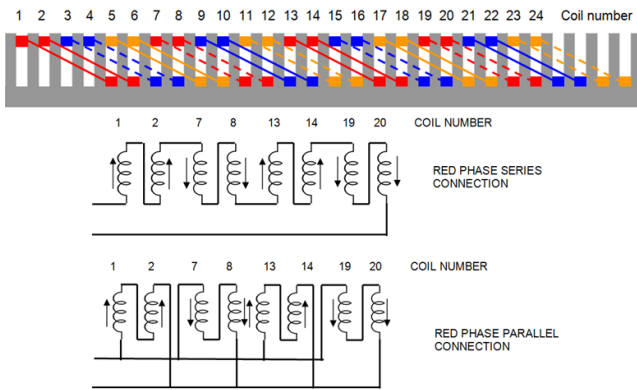 1 2 3 4 5 6 7 8 9 10 11 12 13 14 15 16 17 18 19 20 21 22 23 24 Coil number
1 2 7 8 13 14 19 20 COIL NUMBER
RED PHASE SERIES
CONNECTION
1 2 7 8 13 14 19 20 COIL NUMBER
RED PHASE PARALLEL
CONNECTION